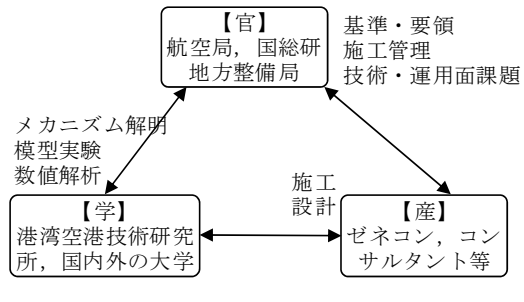 【官】
航空局，国総研
地方整備局
基準・要領
施工管理
技術・運用面課題
メカニズム解明
模型実験
数値解析
施工
設計
【学】
港湾空港技術研究
所，国内外の大学
【産】
ゼネコン，コン
サルタント等